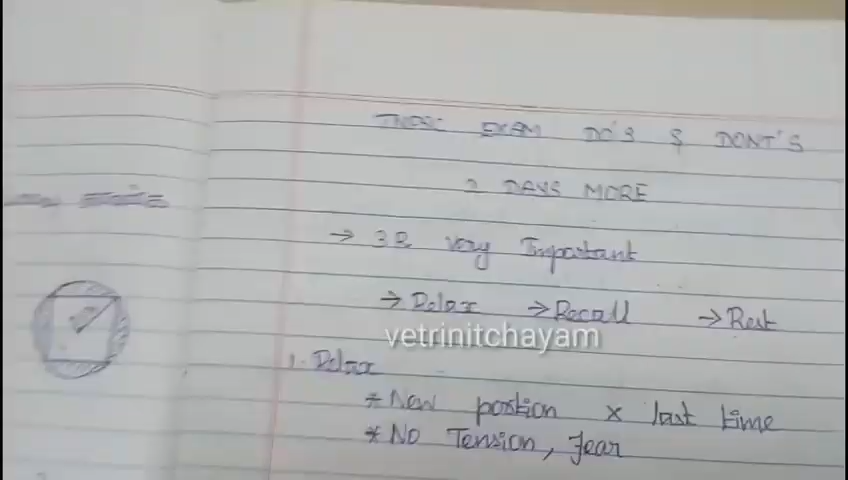 TNPSC EXAM DO'S & DONT'S
2 DAYS MORE
→ 3R Very Important
→ Relax → Recall → Rest
vetrinitchayam
1. Relax
* New portion x last time
* No Tension, fear